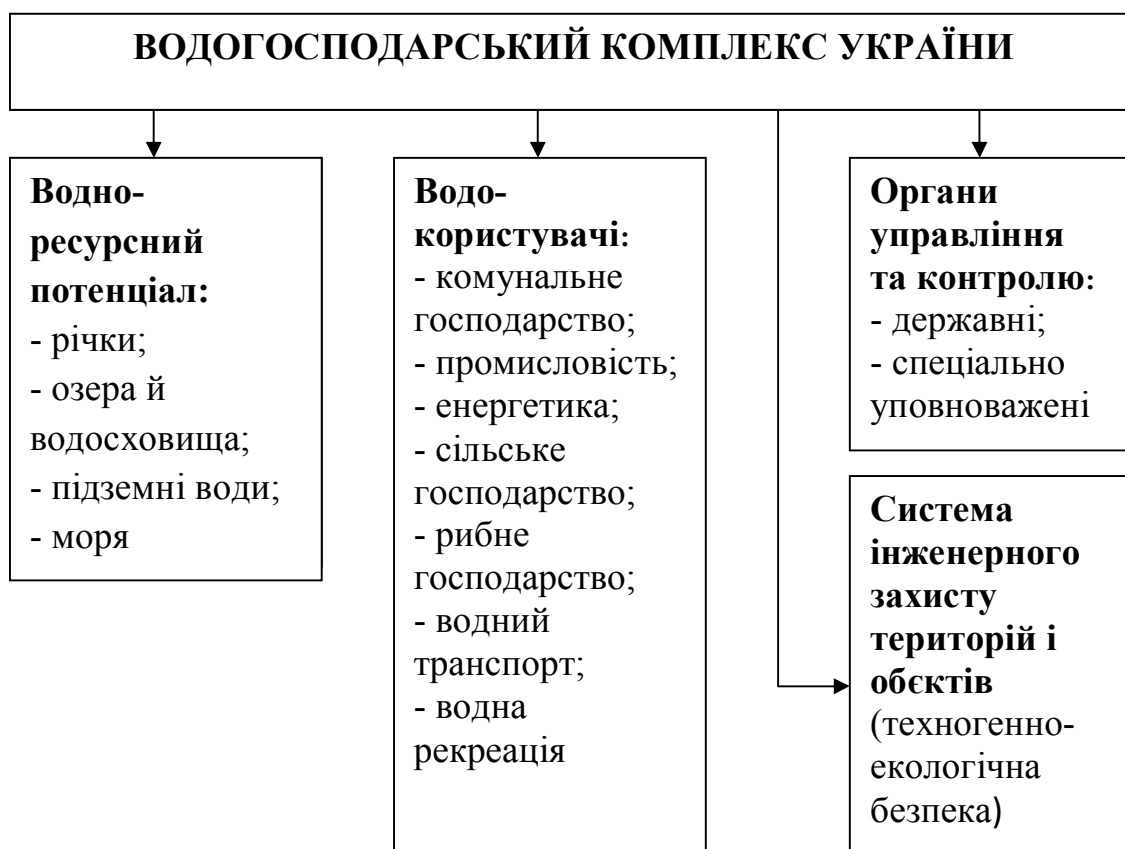 ВОДОГОСПОДАРСЬКИЙ КОМПЛЕКС УКРАЇНИ
Водно-
ресурсний
потенціал:
- річки;
- озера й
водосховища;
- підземні води;
- моря
Водо-
користувачі:
- комунальне
господарство;
- промисловість;
- енергетика;
- сільське
господарство;
- рибне
господарство;
- водний
транспорт;
- водна
рекреація
Органи
управління
та контролю:
- державні;
- спеціально
уповноважені
Система
інженерного
захисту
територій і
обєктів
(техногенно-
екологічна
безпека)